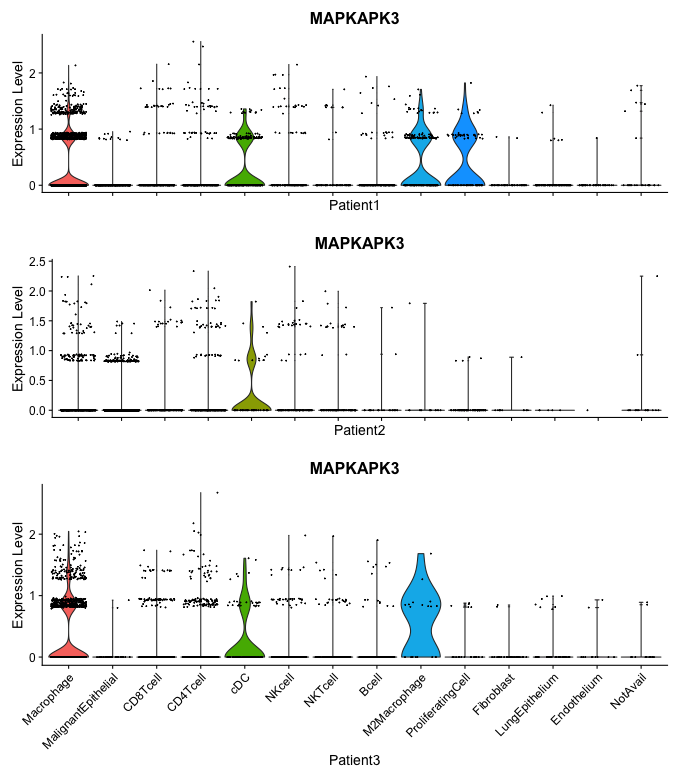 MAPKAPK3
Expression Level
2
1
0
Patient1
MAPKAPK3
Expression Level
2.5
2.0
1.5
1.0
0.5
0.0
Patient2
MAPKAPK3
Expression Level
2
1
0
Macrophage
MalignantEpithelial
CD8Tcell
CD4Tcell
cDC
NKcell
NKTcell
Bcell
M2Macrophage
ProliferatingCell
Fibroblast
LungEpithelium
Endothelium
NotAvail
Patient3